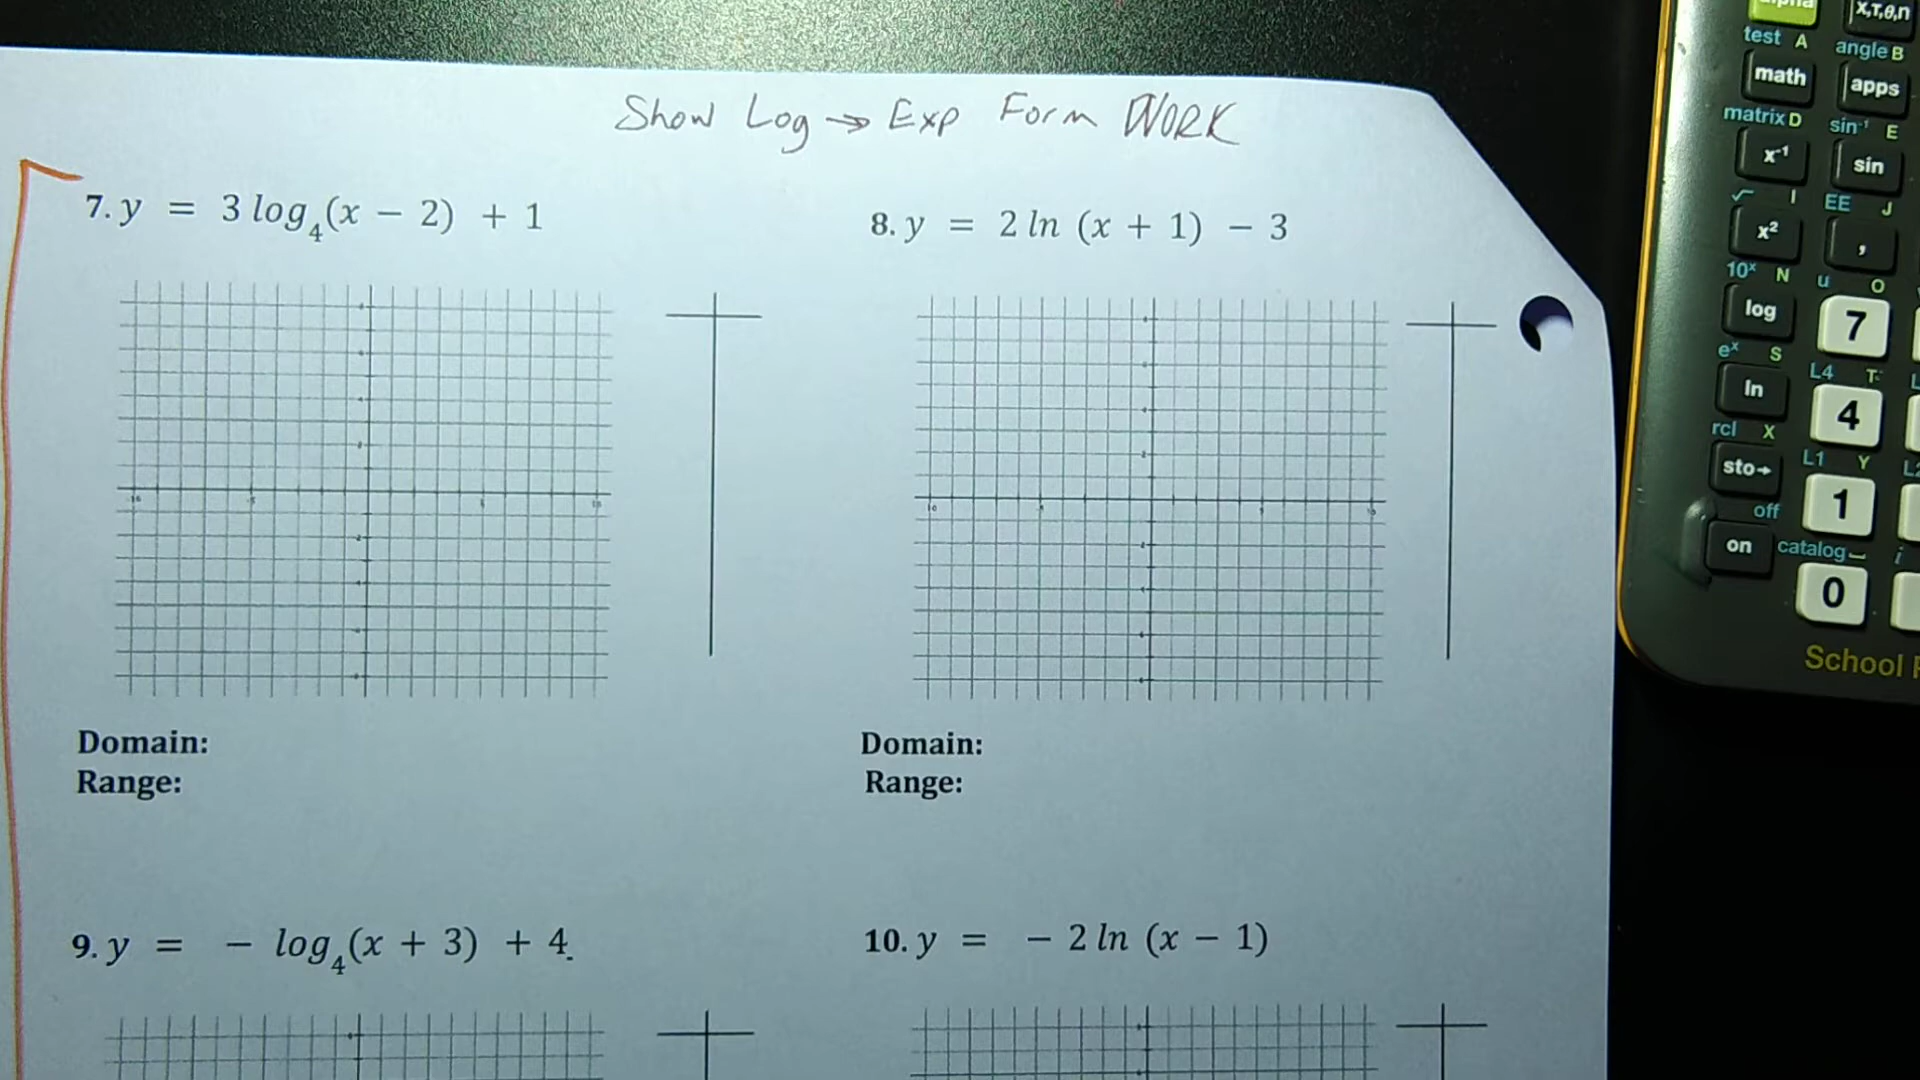 Show Log → Exp Form WORK
7. y = 3 log₄(x − 2) + 1
8. y = 2 ln (x + 1) − 3
Domain:
Range:
Domain:
Range:
9. y = − log₄(x + 3) + 4.
10. y = − 2 ln (x − 1)
alpha X,T,θ,n
test A angle B
math apps
matrix D sin⁻¹ E
x⁻¹ sin
√ I EE J
x² ,
10ˣ N u O
log 7
eˣ S L4 T
ln 4
rcl X L1 Y L2
sto→ 1
off catalog i
on 0
School